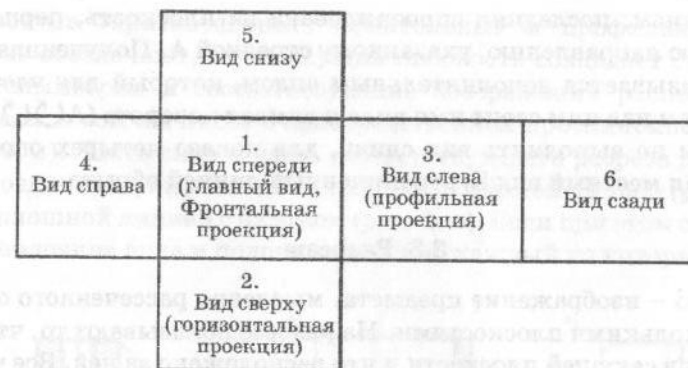 5.
Вид снизу
4.
Вид справа
1.
Вид спереди
(главный вид,
Фронтальная
проекция)
3.
Вид слева
(профильная
проекция)
6.
Вид сзади
2.
Вид сверху
(горизонтальная
проекция)